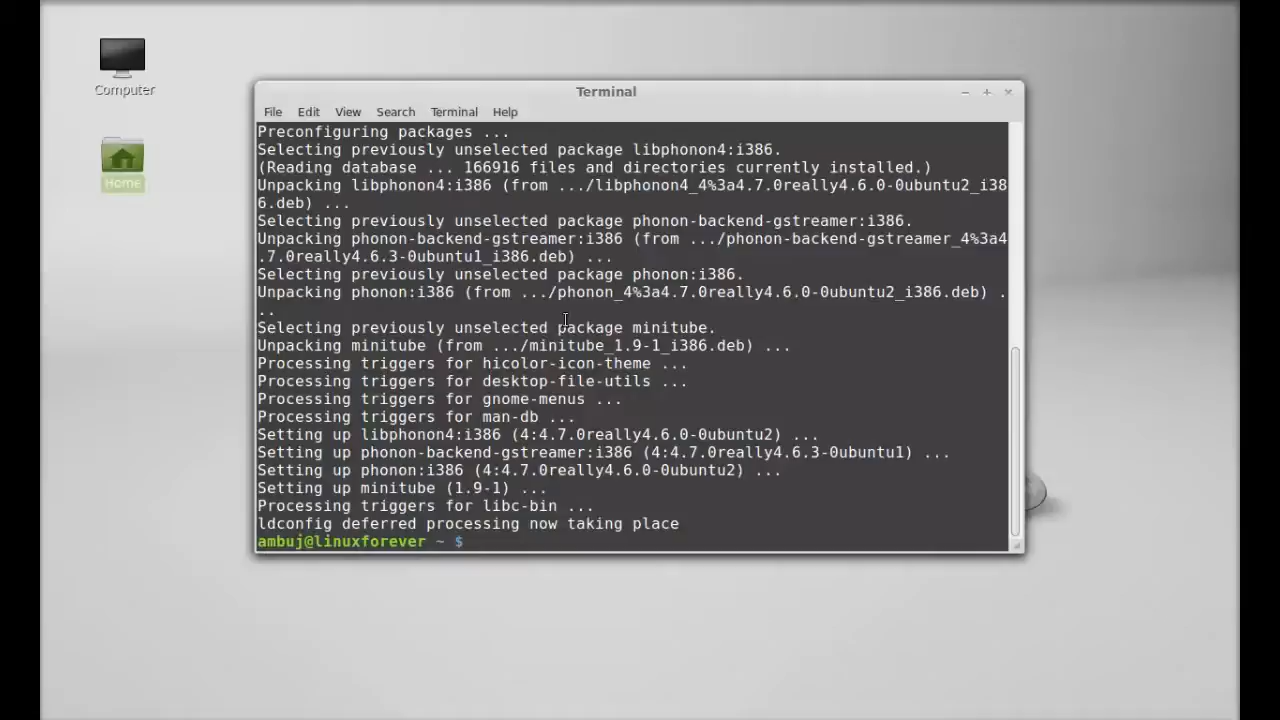 Computer
Home
Terminal
File Edit View Search Terminal Help
Preconfiguring packages ...
Selecting previously unselected package libphonon4:i386.
(Reading database ... 166916 files and directories currently installed.)
Unpacking libphonon4:i386 (from .../libphonon4_4%3a4.7.0really4.6.0-0ubuntu2_i38
6.deb) ...
Selecting previously unselected package phonon-backend-gstreamer:i386.
Unpacking phonon-backend-gstreamer:i386 (from .../phonon-backend-gstreamer_4%3a4
.7.0really4.6.3-0ubuntu1_i386.deb) ...
Selecting previously unselected package phonon:i386.
Unpacking phonon:i386 (from .../phonon_4%3a4.7.0really4.6.0-0ubuntu2_i386.deb) .
..
Selecting previously unselected package minitube.
Unpacking minitube (from .../minitube_1.9-1_i386.deb) ...
Processing triggers for hicolor-icon-theme ...
Processing triggers for desktop-file-utils ...
Processing triggers for gnome-menus ...
Processing triggers for man-db ...
Setting up libphonon4:i386 (4:4.7.0really4.6.0-0ubuntu2) ...
Setting up phonon-backend-gstreamer:i386 (4:4.7.0really4.6.3-0ubuntu1) ...
Setting up phonon:i386 (4:4.7.0really4.6.0-0ubuntu2) ...
Setting up minitube (1.9-1) ...
Processing triggers for libc-bin ...
ldconfig deferred processing now taking place
ambuj@linuxforever ~ $